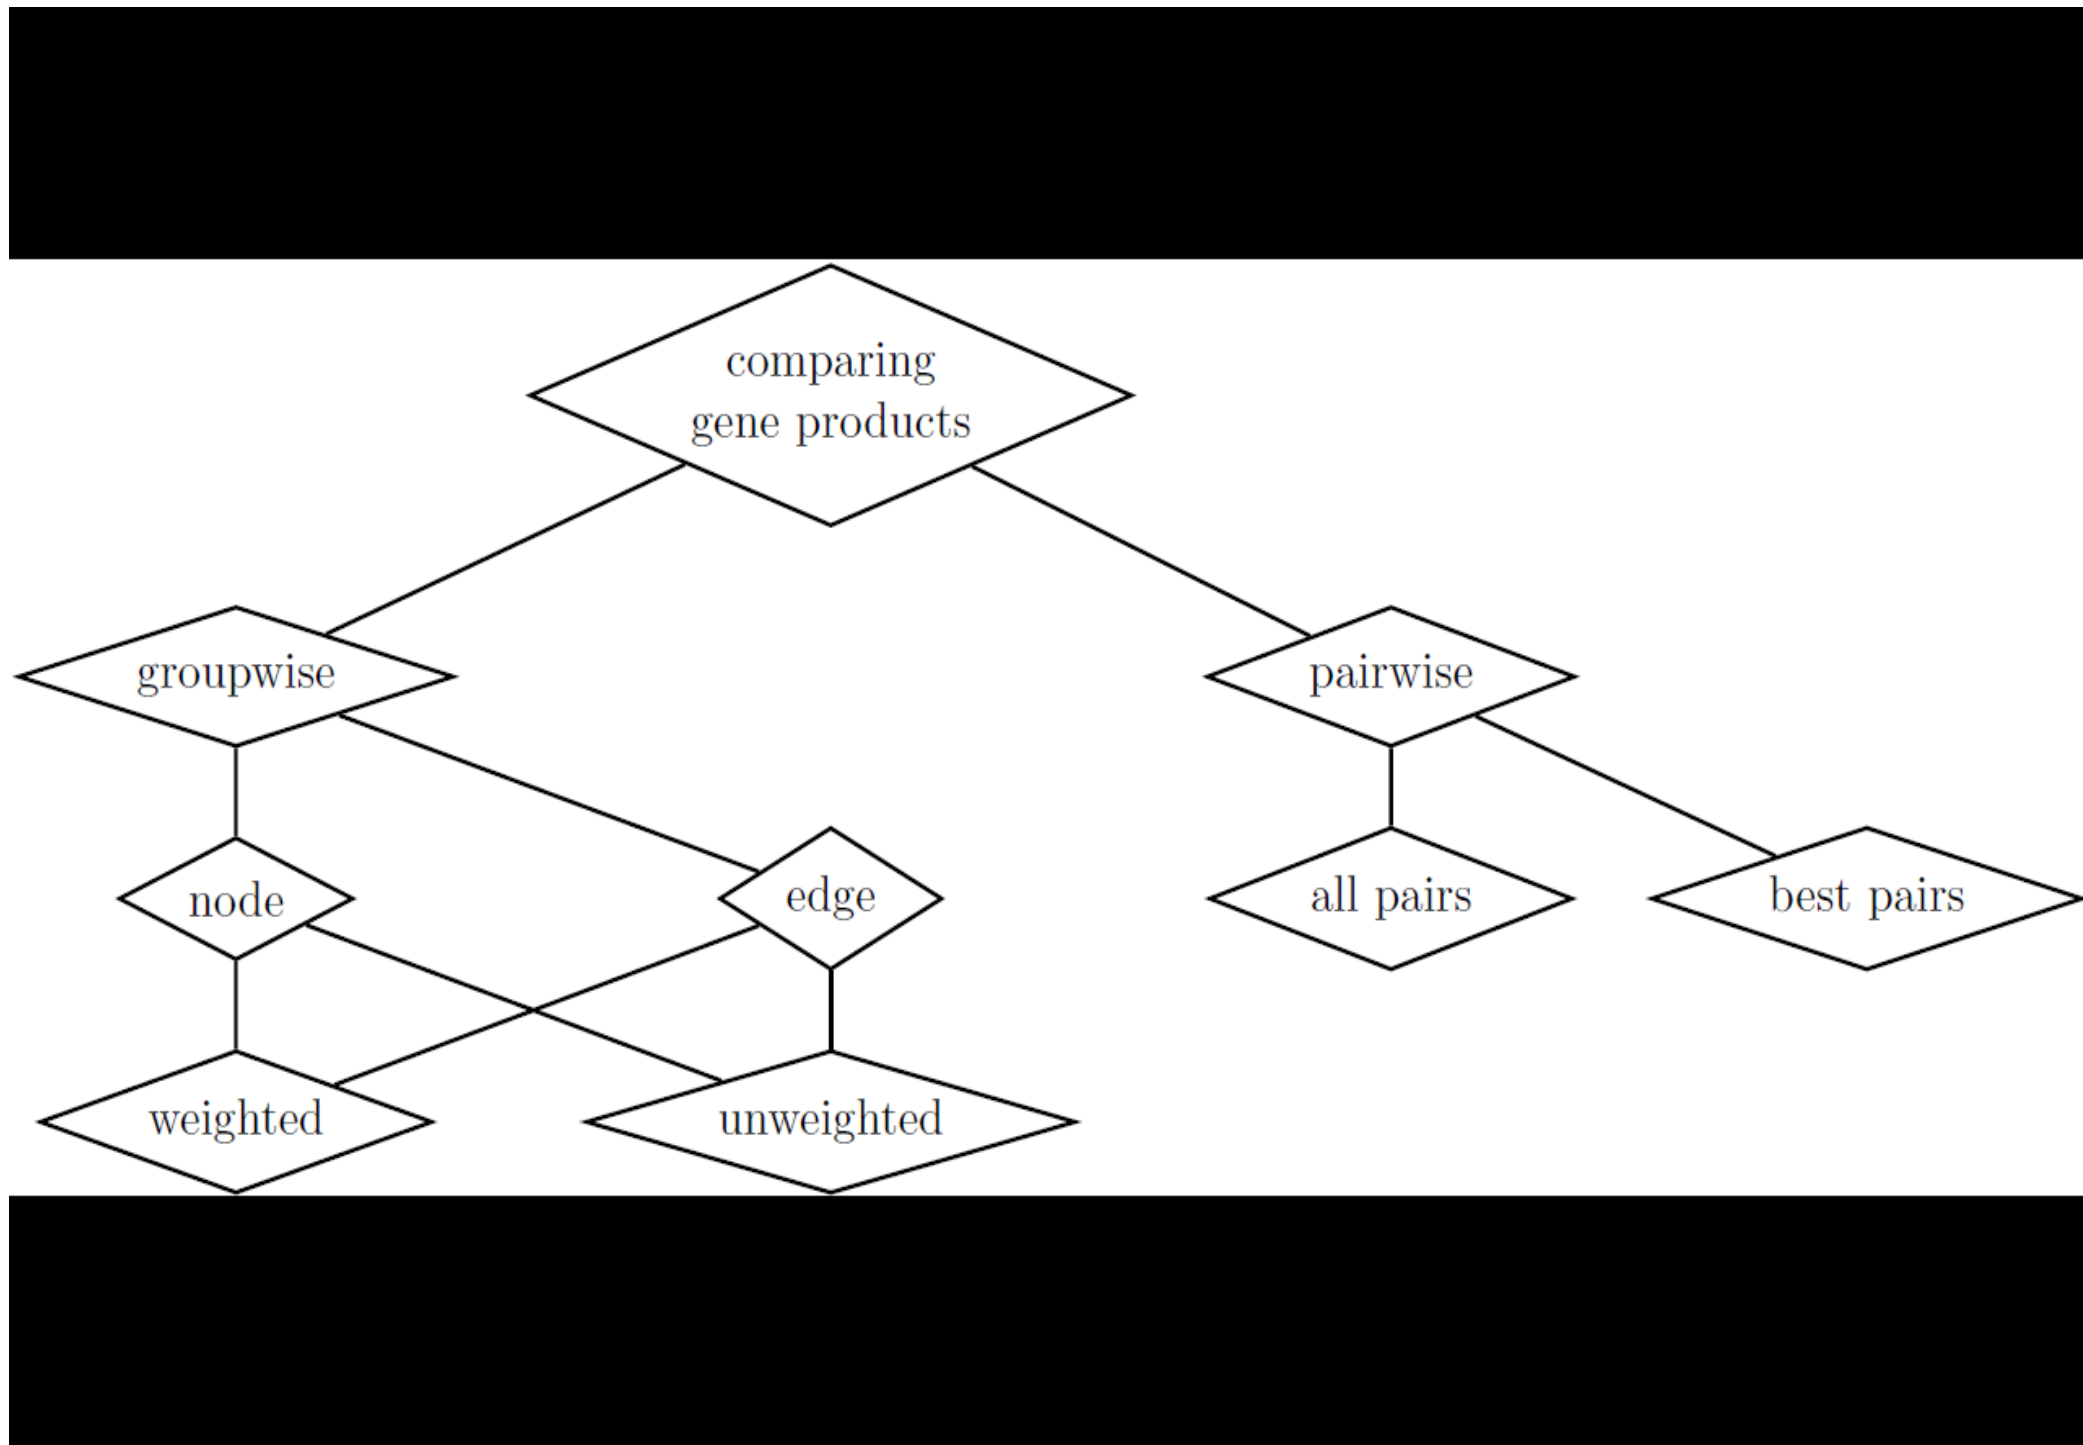 comparing
gene products
groupwise
pairwise
node
edge
all pairs
best pairs
weighted
unweighted